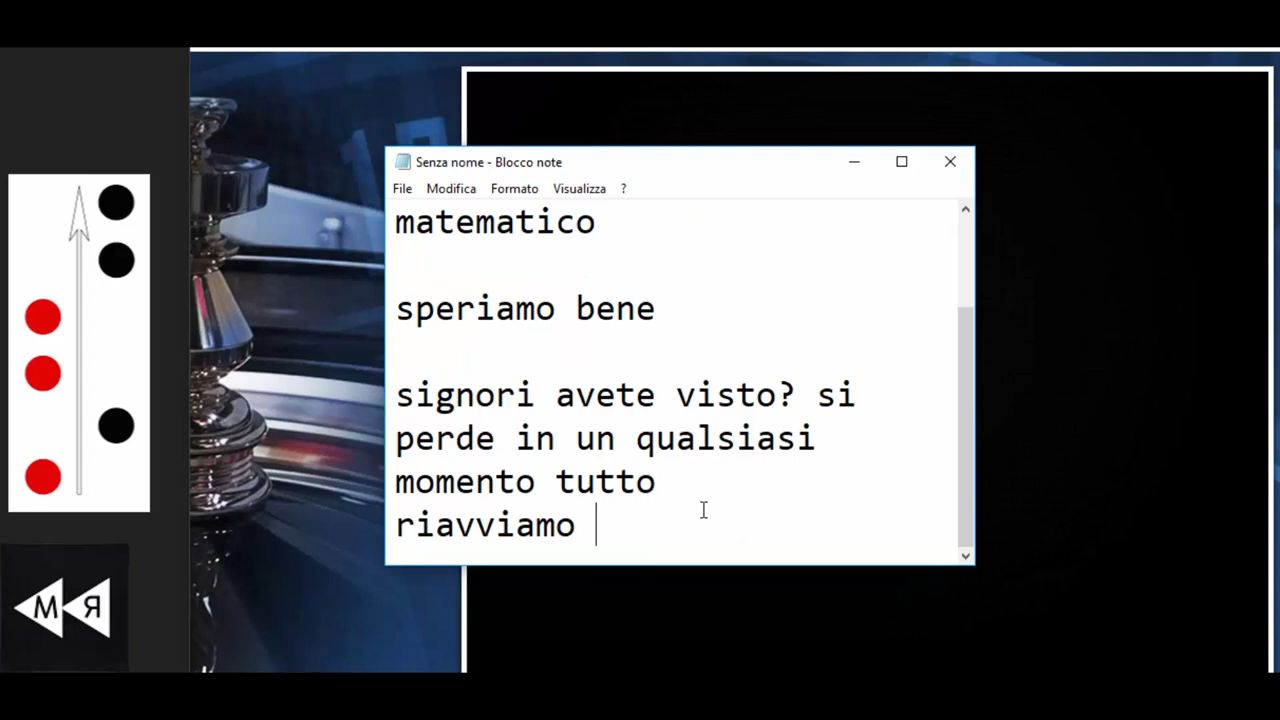 Senza nome - Blocco note
File Modifica Formato Visualizza ?
matematico
speriamo bene
signori avete visto? si
perde in un qualsiasi
momento tutto
riavviamo
M Я